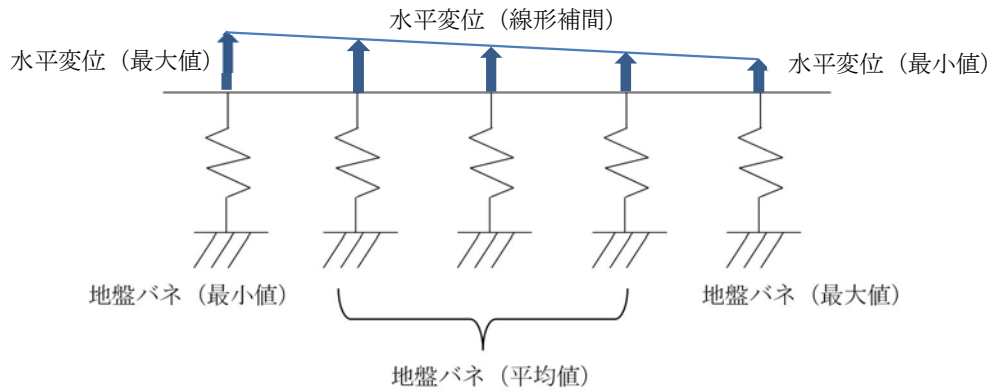 水平変位（線形補間）
水平変位（最大値）
水平変位（最小値）
地盤バネ（最小値）
地盤バネ（最大値）
地盤バネ（平均値）